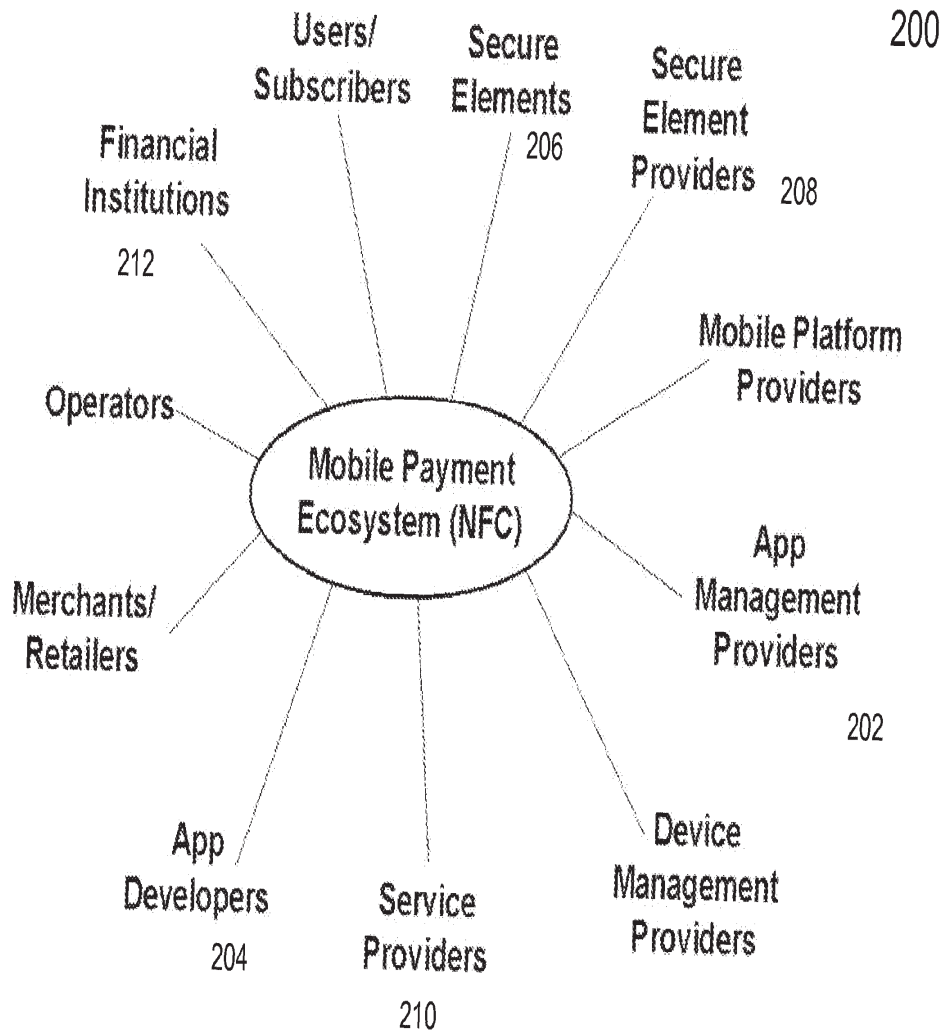 200
Users/
Subscribers
Secure
Elements
206
Secure
Element
Providers
208
Financial
Institutions
212
Mobile Platform
Providers
Operators
Mobile Payment
Ecosystem (NFC)
App
Management
Providers
202
Merchants/
Retailers
App
Developers
204
Service
Providers
210
Device
Management
Providers